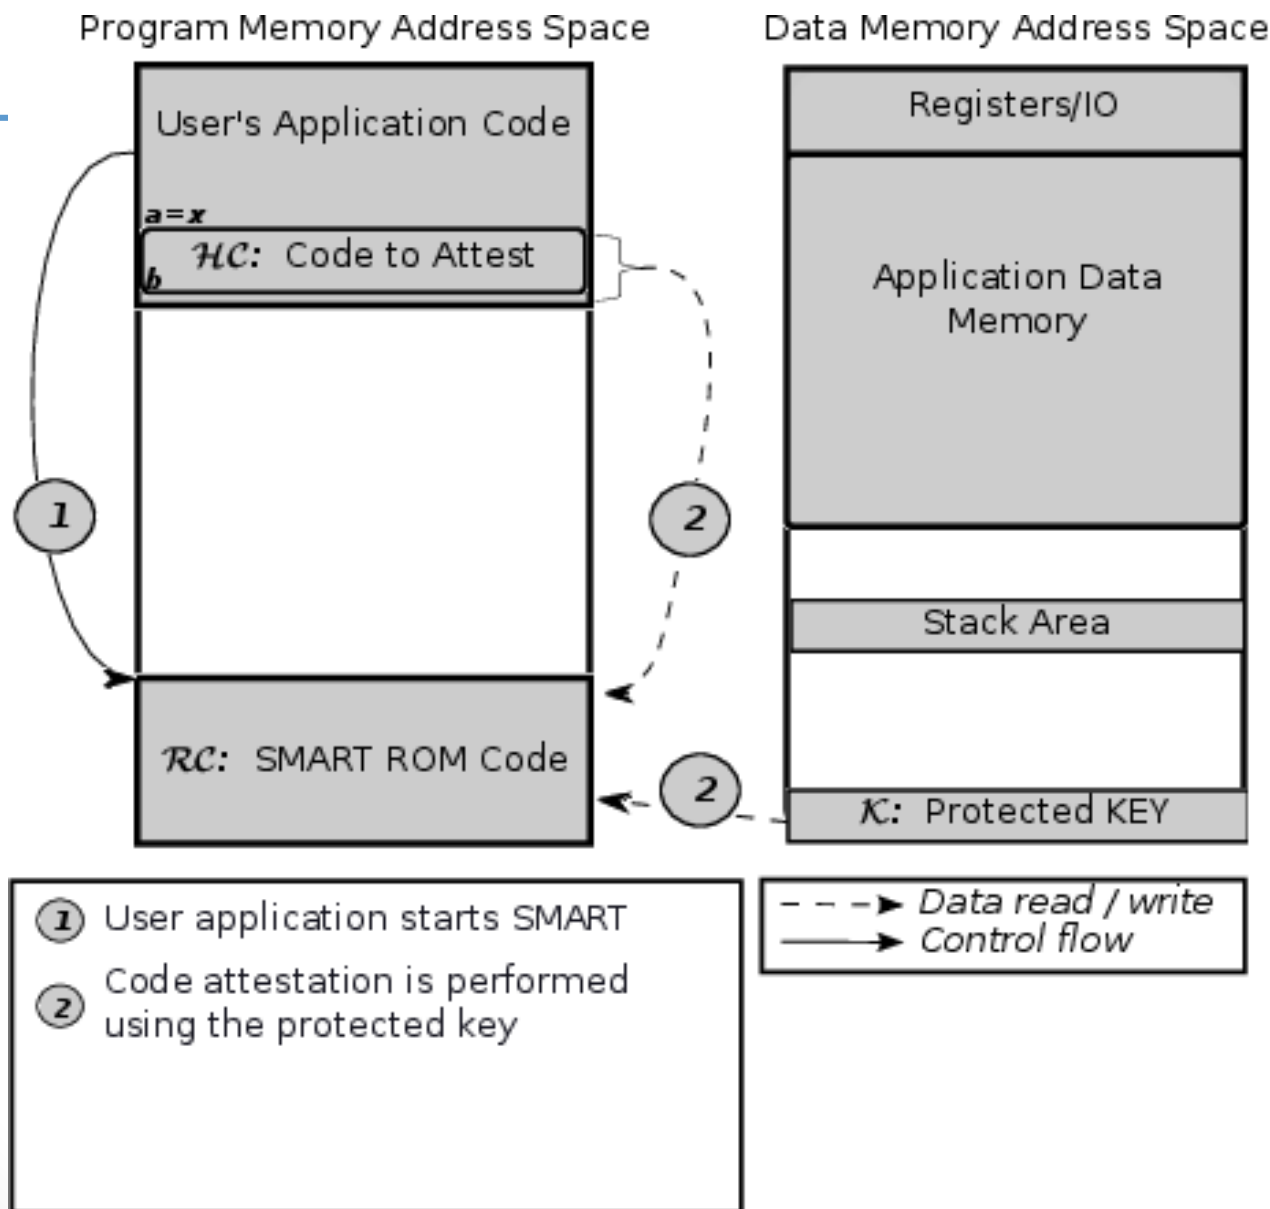 Program Memory Address Space
Data Memory Address Space
User's Application Code
a=x
HC: Code to Attest
b
Registers/IO
Application Data
Memory
1
2
Stack Area
RC: SMART ROM Code
2
K: Protected KEY
1 User application starts SMART
2 Code attestation is performed
using the protected key
Data read / write
Control flow